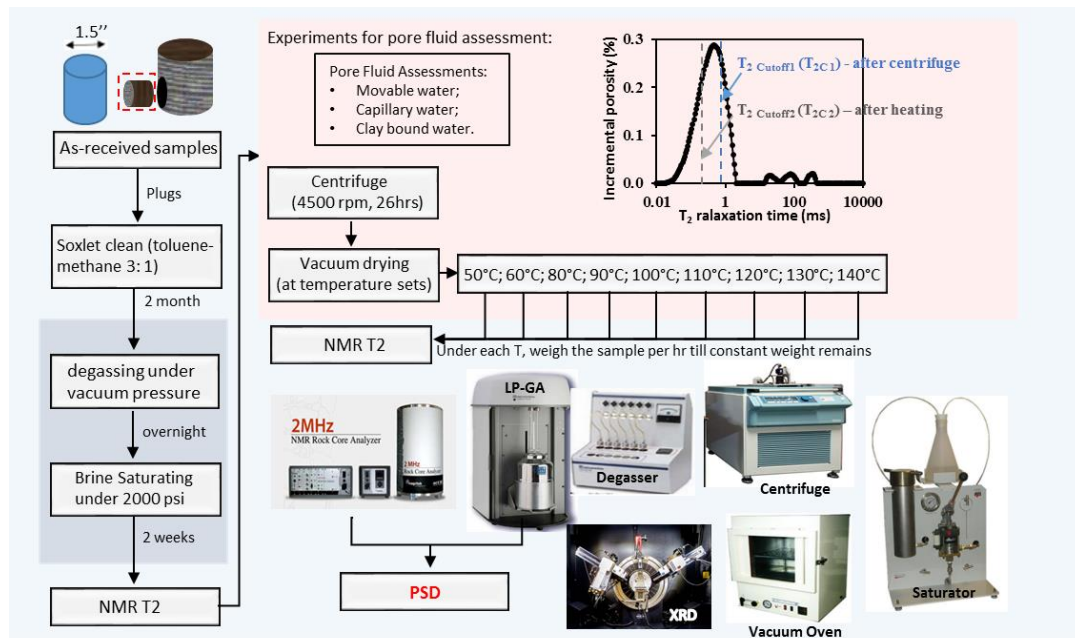 1.5’’
As-received samples
Plugs
Soxlet clean (toluene-
methane 3: 1)
2 month
degassing under
vacuum pressure
overnight
Brine Saturating
under 2000 psi
2 weeks
NMR T2
Experiments for pore fluid assessment:
Pore Fluid Assessments:
• Movable water;
• Capillary water;
• Clay bound water.
Centrifuge
(4500 rpm, 26hrs)
Vacuum drying
(at temperature sets)
50°C; 60°C; 80°C; 90°C; 100°C; 110°C; 120°C; 130°C; 140°C
NMR T2
Under each T, weigh the sample per hr till constant weight remains
Incremental porosity (%)
0.3
0.2
0.1
0.0
0.01 1 100 10000
T2 ralaxation time (ms)
T2 Cutoff1 (T2C1) - after centrifuge
T2 Cutoff2 (T2C2) – after heating
2MHz
NMR Rock Core Analyzer
2MHz
LP-GA
Degasser
Centrifuge
PSD
XRD
Vacuum Oven
Saturator